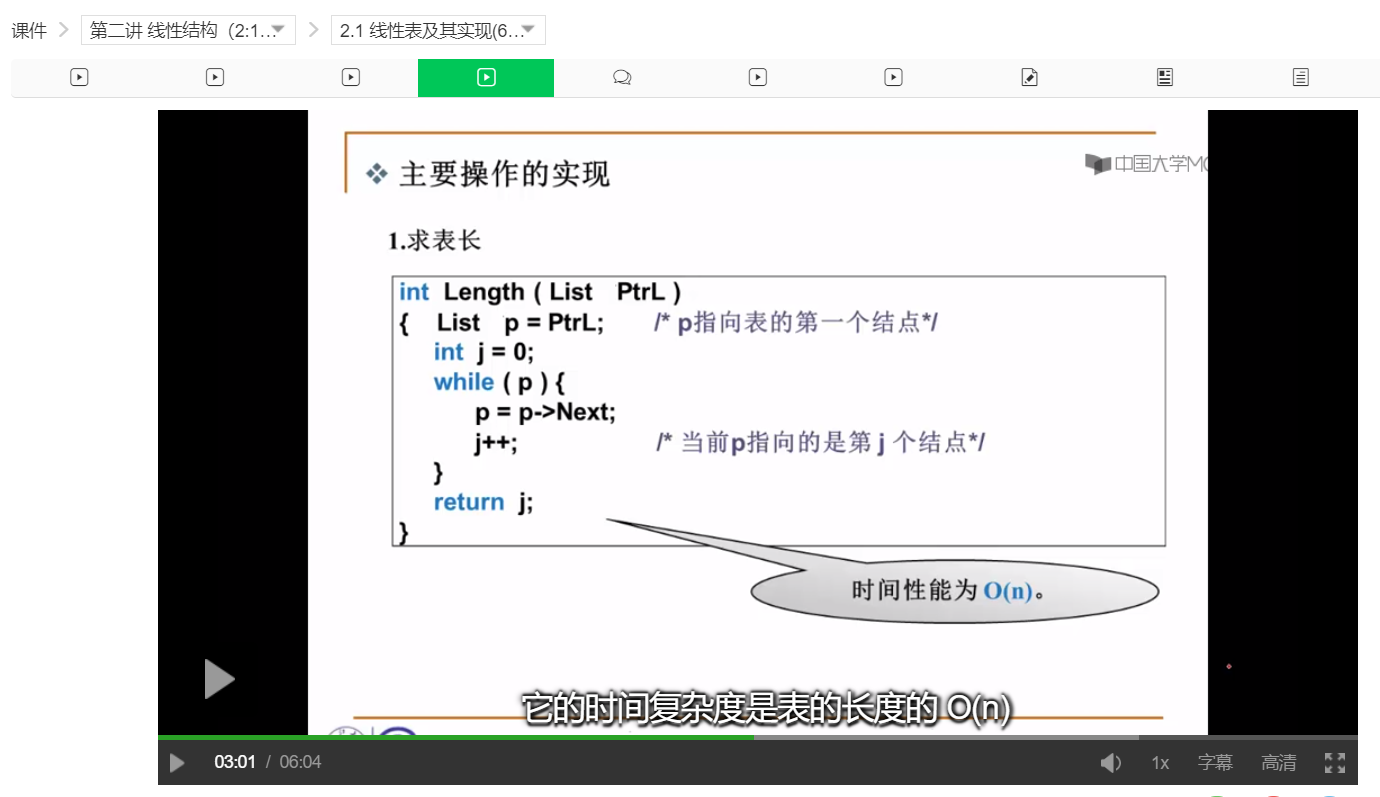 课件 第二讲 线性结构（2:1... 2.1 线性表及其实现(6...
中国大学MO
主要操作的实现
1.求表长
int Length ( List PtrL )
{ List p = PtrL; /* p指向表的第一个结点*/
int j = 0;
while ( p ) {
p = p->Next;
j++; /* 当前p指向的是第 j 个结点*/
}
return j;
}
时间性能为 O(n)。
它的时间复杂度是表的长度的 O(n)
03:01 / 06:04 1x 字幕 高清